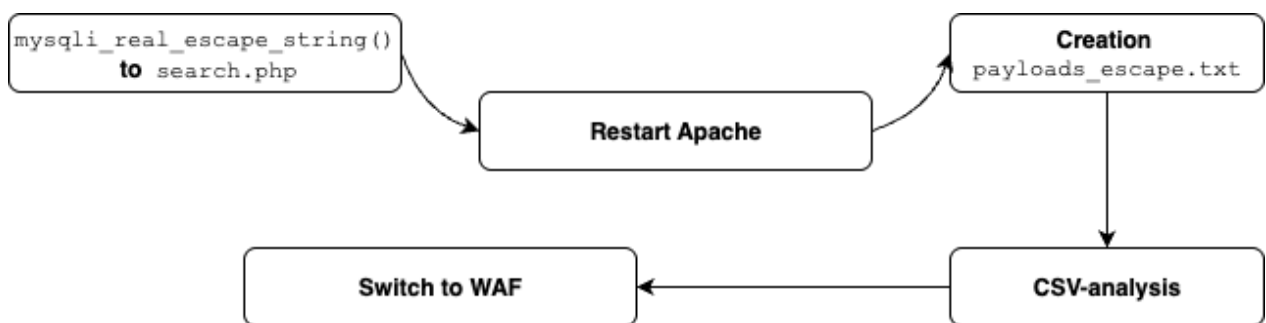 mysqli_real_escape_string()
to search.php
Restart Apache
Creation
payloads_escape.txt
CSV-analysis
Switch to WAF